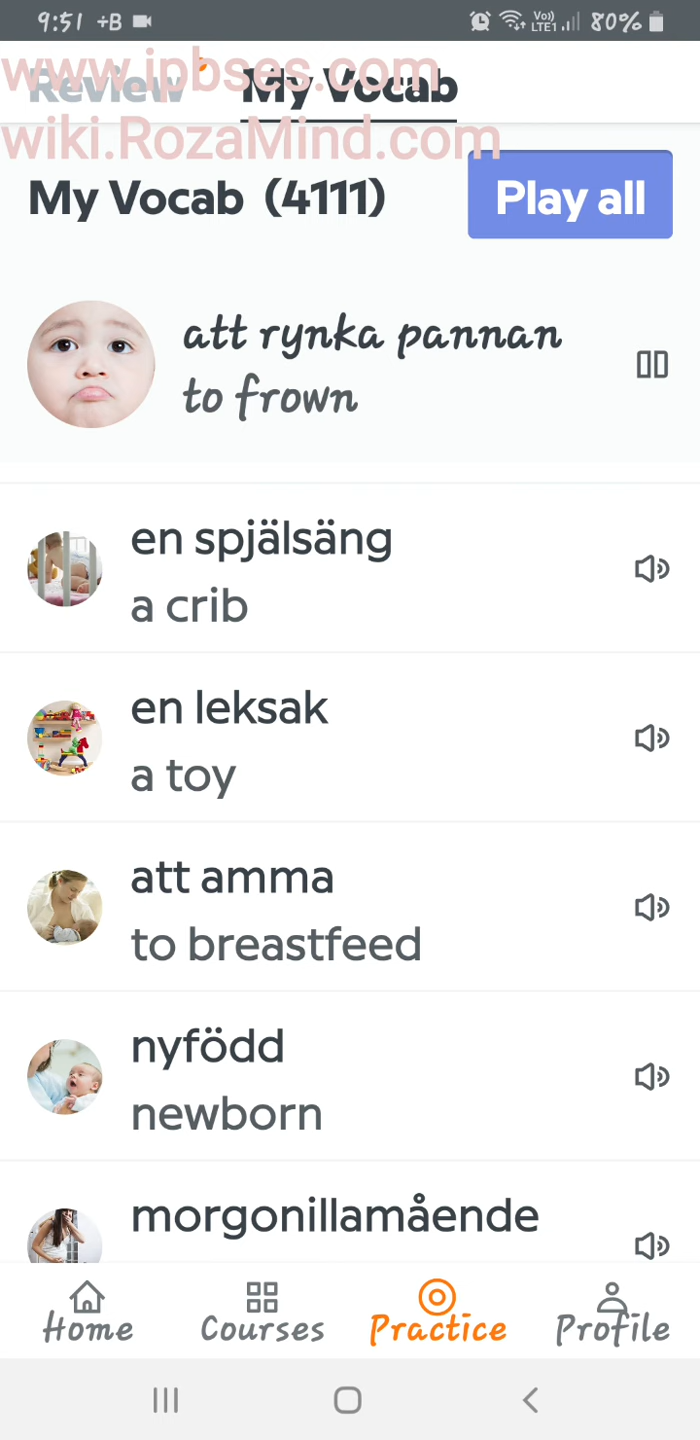 9:51 +B Vo) LTE1 80%
www.ipbses.com
Review My Vocab
wiki.RozaMind.com
My Vocab (4111) Play all
att rynka pannan
to frown
en spjälsäng
a crib
en leksak
a toy
att amma
to breastfeed
nyfödd
newborn
morgonillamående
Home Courses Practice Profile